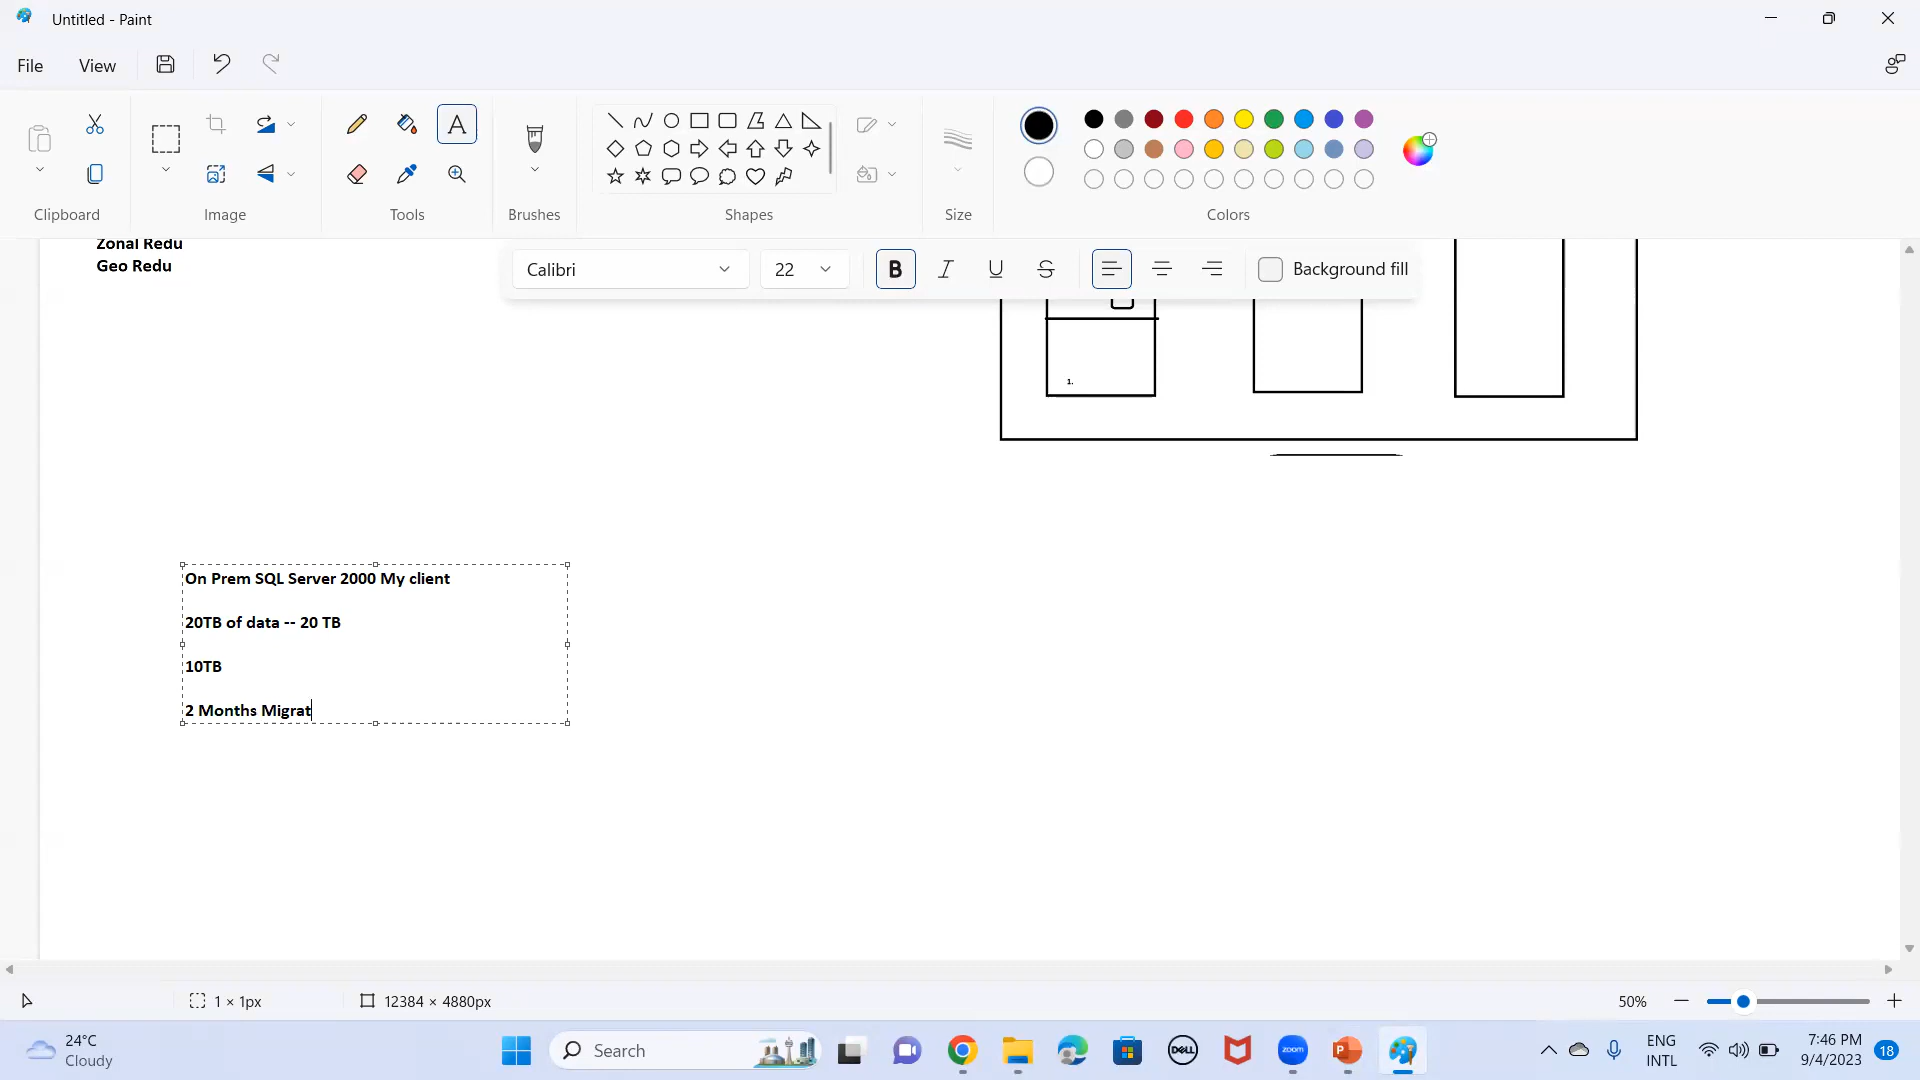 Untitled - Paint
File
View
Clipboard
Image
Tools
Brushes
Shapes
Size
Colors
Zonal Redu
Geo Redu
Calibri
22
B
Background fill
1.
On Prem SQL Server 2000 My client
20TB of data -- 20 TB
10TB
2 Months Migrat
1 × 1px
12384 × 4880px
50%
24°C
Cloudy
Search
DELL
zoom
ENG
INTL
7:46 PM
9/4/2023
18